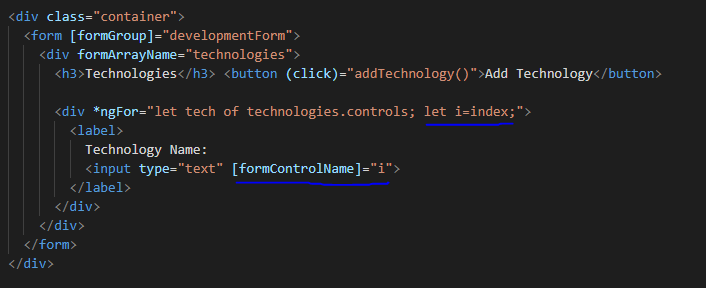 <div class="container">
<form [formGroup]="developmentForm">
<div formArrayName="technologies">
<h3>Technologies</h3> <button (click)="addTechnology()">Add Technology</button>
<div *ngFor="let tech of technologies.controls; let i=index;">
<label>
Technology Name:
<input type="text" [formControlName]="i">
</label>
</div>
</div>
</form>
</div>